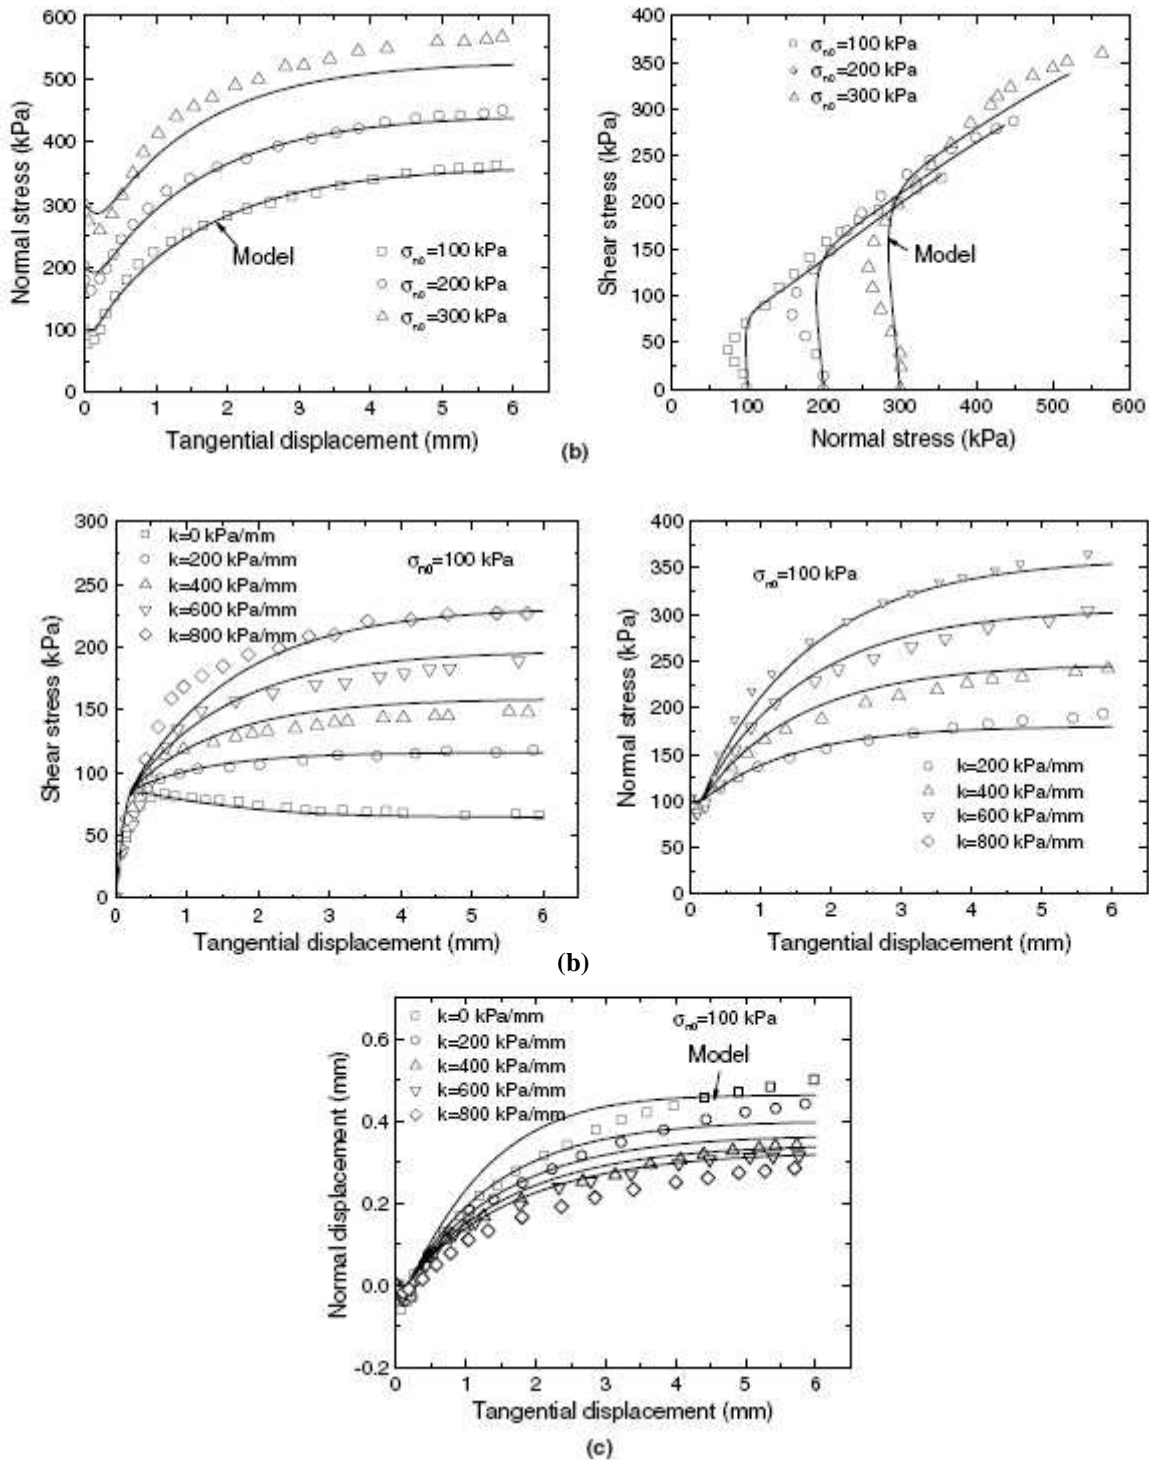 600
500
400
300
200
100
0
Normal stress (kPa)
Model
σn0=100 kPa
σn0=200 kPa
σn0=300 kPa
0 1 2 3 4 5 6
Tangential displacement (mm)
400
350
300
250
200
150
100
50
0
Shear stress (kPa)
σn0=100 kPa
σn0=200 kPa
σn0=300 kPa
Model
0 100 200 300 400 500 600
Normal stress (kPa)
(b)
300
250
200
150
100
50
0
Shear stress (kPa)
k=0 kPa/mm
k=200 kPa/mm
k=400 kPa/mm
k=600 kPa/mm
k=800 kPa/mm
σn0=100 kPa
0 1 2 3 4 5 6
Tangential displacement (mm)
400
350
300
250
200
150
100
50
0
Normal stress (kPa)
σn0=100 kPa
k=200 kPa/mm
k=400 kPa/mm
k=600 kPa/mm
k=800 kPa/mm
0 1 2 3 4 5 6
Tangential displacement (mm)
(b)
0.6
0.4
0.2
0.0
-0.2
Normal displacement (mm)
k=0 kPa/mm
k=200 kPa/mm
k=400 kPa/mm
k=600 kPa/mm
k=800 kPa/mm
σn0=100 kPa
Model
0 1 2 3 4 5 6
Tangential displacement (mm)
(c)